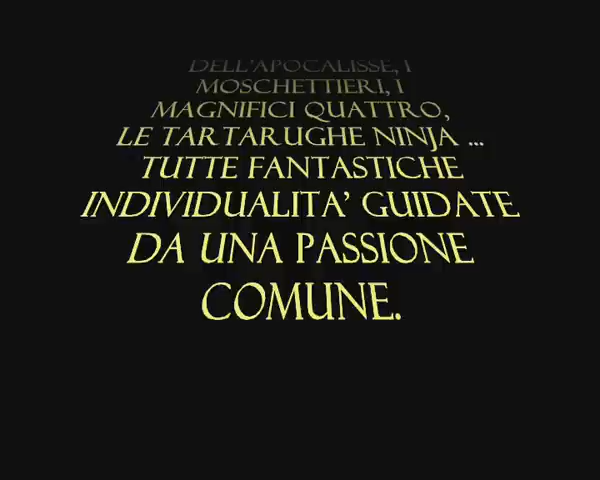 DELL'APOCALISSE, I
MOSCHETTIERI, I
MAGNIFICI QUATTRO,
LE TARTARUGHE NINJA ...
TUTTE FANTASTICHE
INDIVIDUALITA' GUIDATE
DA UNA PASSIONE
COMUNE.